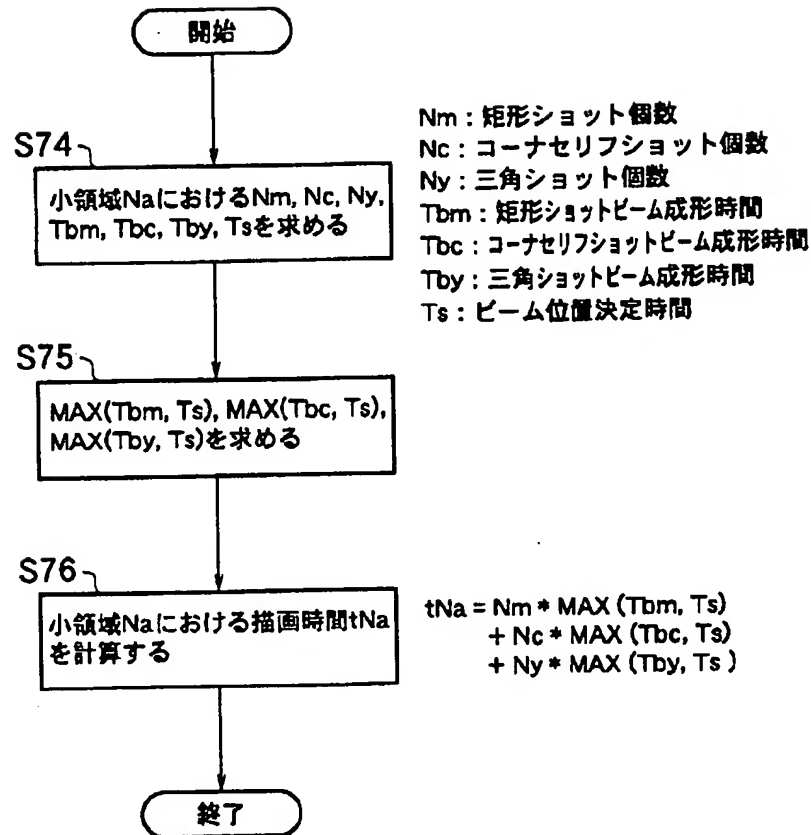 開始
S74
小領域NaにおけるNm, Nc, Ny,
Tbm, Tbc, Tby, Tsを求める
Nm : 矩形ショット個数
Nc : コーナセリフショット個数
Ny : 三角ショット個数
Tbm : 矩形ショットビーム成形時間
Tbc : コーナセリフショットビーム成形時間
Tby : 三角ショットビーム成形時間
Ts : ビーム位置決定時間
S75
MAX(Tbm, Ts), MAX(Tbc, Ts),
MAX(Tby, Ts)を求める
S76
小領域Naにおける描画時間tNa
を計算する
tNa = Nm * MAX (Tbm, Ts)
+ Nc * MAX (Tbc, Ts)
+ Ny * MAX (Tby, Ts )
終了